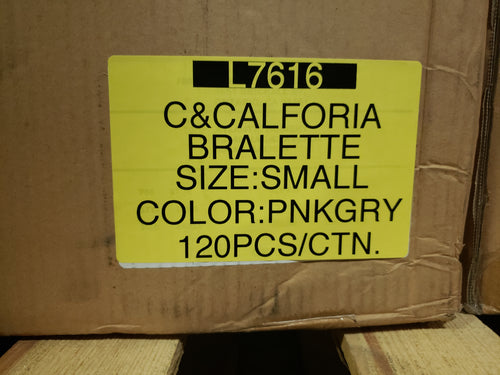 L7616
C&CALFORIA
BRALETTE
SIZE:SMALL
COLOR:PNKGRY
120PCS/CTN.